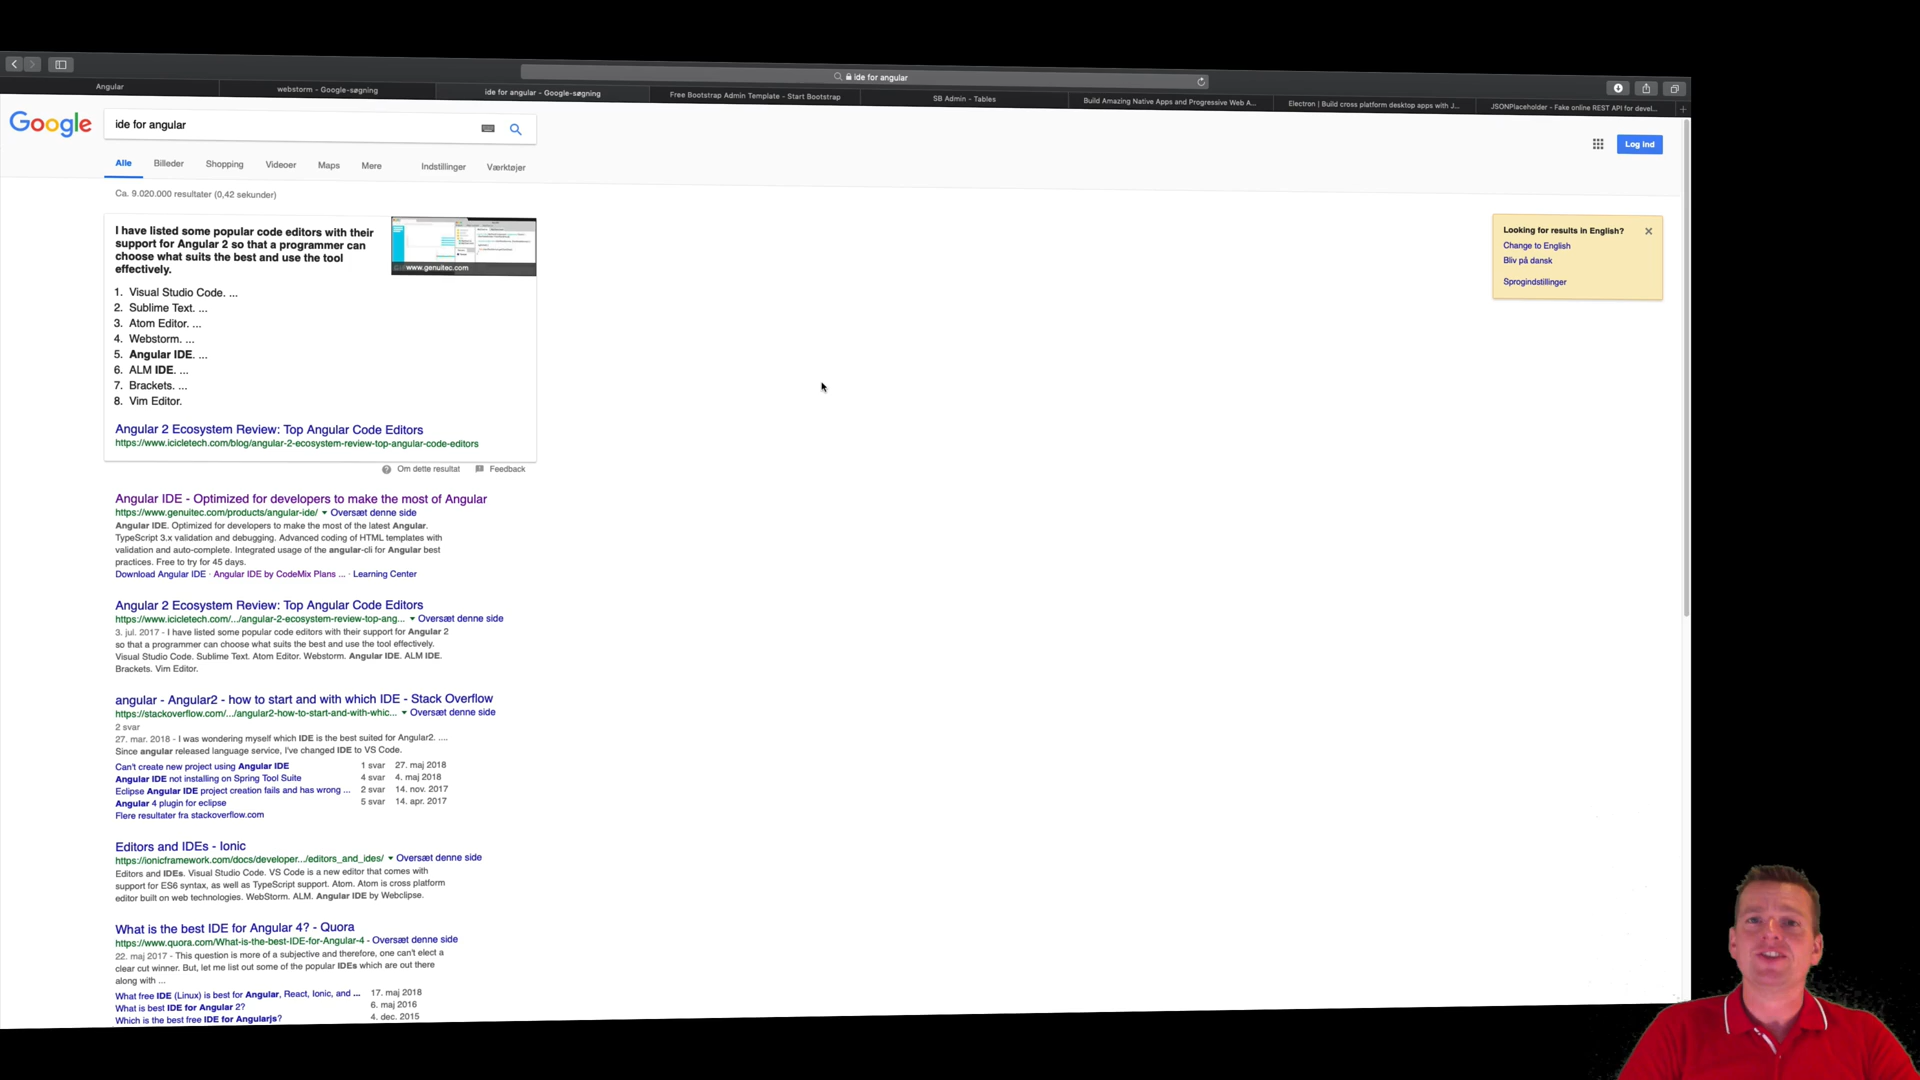 ide for angular
Angular
webstorm - Google-søgning
ide for angular - Google-søgning
Free Bootstrap Admin Template - Start Bootstrap
SB Admin - Tables
Build Amazing Native Apps and Progressive Web A...
Electron | Build cross platform desktop apps with J...
JSONPlaceholder - Fake online REST API for devel...
Google
ide for angular
Log ind
Alle
Billeder
Shopping
Videoer
Maps
Mere
Indstillinger
Værktøjer
Ca. 9.020.000 resultater (0,42 sekunder)
I have listed some popular code editors with their
support for Angular 2 so that a programmer can
choose what suits the best and use the tool
effectively.
www.genuitec.com
1. Visual Studio Code. ...
2. Sublime Text. ...
3. Atom Editor. ...
4. Webstorm. ...
5. Angular IDE. ...
6. ALM IDE. ...
7. Brackets. ...
8. Vim Editor.
Angular 2 Ecosystem Review: Top Angular Code Editors
https://www.icicletech.com/blog/angular-2-ecosystem-review-top-angular-code-editors
Om dette resultat
Feedback
Looking for results in English?
Change to English
Bliv på dansk
Sprogindstillinger
Angular IDE - Optimized for developers to make the most of Angular
https://www.genuitec.com/products/angular-ide/ Oversæt denne side
Angular IDE. Optimized for developers to make the most of the latest Angular.
TypeScript 3.x validation and debugging. Advanced coding of HTML templates with
validation and auto-complete. Integrated usage of the angular-cli for Angular best
practices. Free to try for 45 days.
Download Angular IDE · Angular IDE by CodeMix Plans ... · Learning Center
Angular 2 Ecosystem Review: Top Angular Code Editors
https://www.icicletech.com/.../angular-2-ecosystem-review-top-ang... Oversæt denne side
3. jul. 2017 - I have listed some popular code editors with their support for Angular 2
so that a programmer can choose what suits the best and use the tool effectively.
Visual Studio Code. Sublime Text. Atom Editor. Webstorm. Angular IDE. ALM IDE.
Brackets. Vim Editor.
angular - Angular2 - how to start and with which IDE - Stack Overflow
https://stackoverflow.com/.../angular2-how-to-start-and-with-whic... Oversæt denne side
2 svar
27. mar. 2018 - I was wondering myself which IDE is the best suited for Angular2. ....
Since angular released language service, I've changed IDE to VS Code.
Can't create new project using Angular IDE 1 svar 27. maj 2018
Angular IDE not installing on Spring Tool Suite 4 svar 4. maj 2018
Eclipse Angular IDE project creation fails and has wrong ... 2 svar 14. nov. 2017
Angular 4 plugin for eclipse 5 svar 14. apr. 2017
Flere resultater fra stackoverflow.com
Editors and IDEs - Ionic
https://ionicframework.com/docs/developer.../editors_and_ides/ Oversæt denne side
Editors and IDEs. Visual Studio Code. VS Code is a new editor that comes with
support for ES6 syntax, as well as TypeScript support. Atom. Atom is cross platform
editor built on web technologies. WebStorm. ALM. Angular IDE by Webclipse.
What is the best IDE for Angular 4? - Quora
https://www.quora.com/What-is-the-best-IDE-for-Angular-4 - Oversæt denne side
22. maj 2017 - This question is more of a subjective and therefore, one can't elect a
clear cut winner. But, let me list out some of the popular IDEs which are out there
along with ...
What free IDE (Linux) is best for Angular, React, Ionic, and ... 17. maj 2018
What is best IDE for Angular 2? 6. maj 2016
Which is the best free IDE for Angularjs? 4. dec. 2015